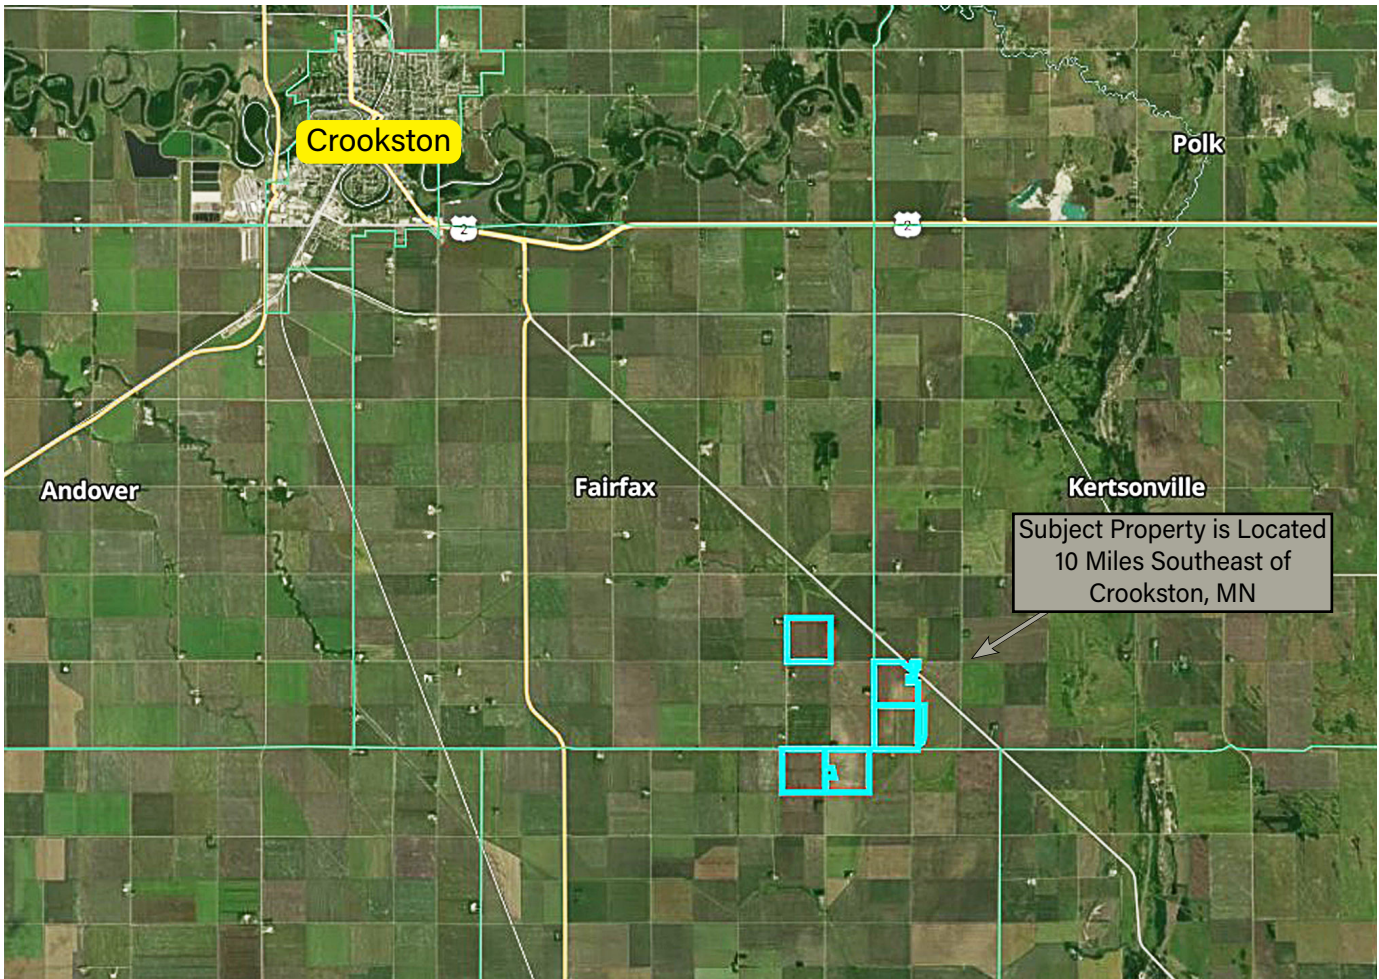 Crookston
Polk
2
2
Andover
Fairfax
Kertsonville
Subject Property is Located
10 Miles Southeast of
Crookston, MN